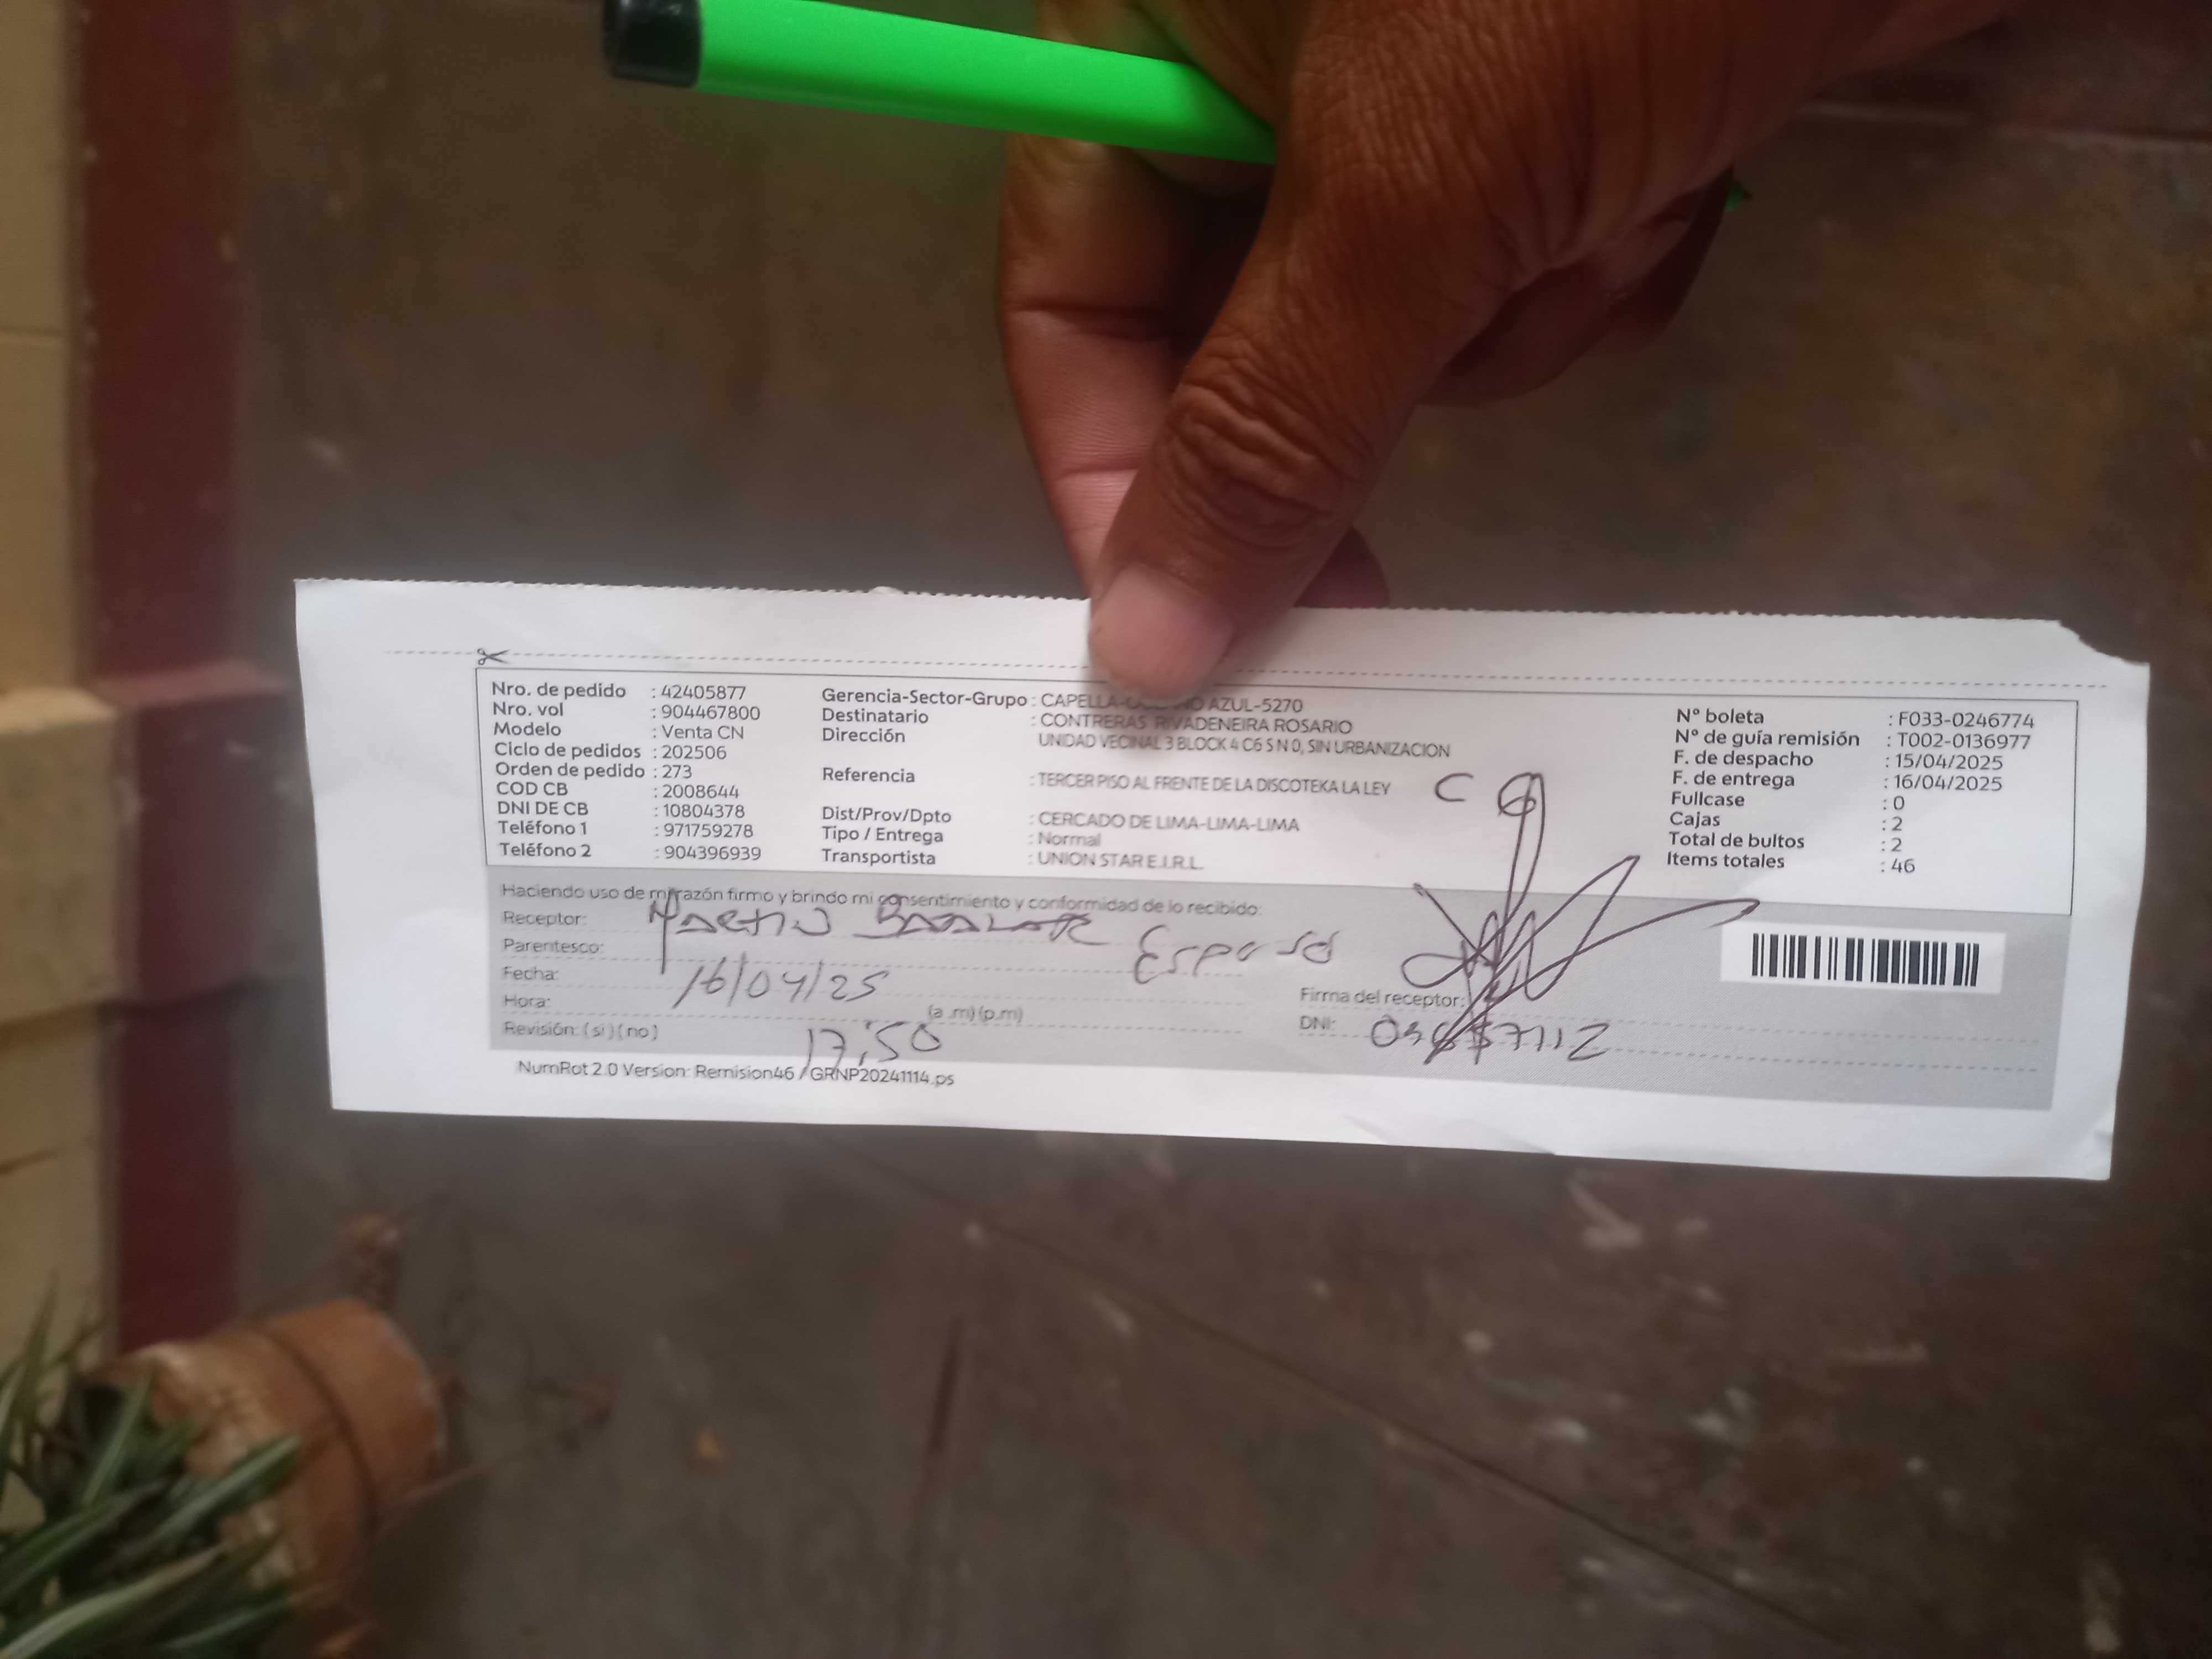 Nro. de pedido : 42405877
Nro. vol : 904467800
Modelo : Venta CN
Ciclo de pedidos : 202506
Orden de pedido : 273
COD CB : 2008644
DNI DE CB : 10804378
Teléfono 1 : 971759278
Teléfono 2 : 904396939
Gerencia-Sector-Grupo : CAPELLA- AZUL-5270
Destinatario : CONTRERAS RIVADENEIRA ROSARIO
Dirección UNIDAD VECINAL 3 BLOCK 4 C6 S N 0, SIN URBANIZACION
Referencia : TERCER PISO AL FRENTE DE LA DISCOTEKA LA LEY
C 6
Dist/Prov/Dpto : CERCADO DE LIMA-LIMA-LIMA
Tipo / Entrega : Normal
Transportista : UNION STAR E.I.R.L.
N° boleta : F033-0246774
N° de guía remisión : T002-0136977
F. de despacho : 15/04/2025
F. de entrega : 16/04/2025
Fullcase : 0
Cajas : 2
Total de bultos : 2
Items totales : 46
Haciendo uso de mi razón firmo y brindo mi consentimiento y conformidad de lo recibido:
Receptor: Martin
Parentesco: Esposo
Fecha: 16/04/25
Hora: 17:50 (a.m) (p.m)
Revisión: ( si ) ( no )
Firma del receptor:
DNI:
NumRot 2.0 Version: Remision46 / GRNP20241114.ps